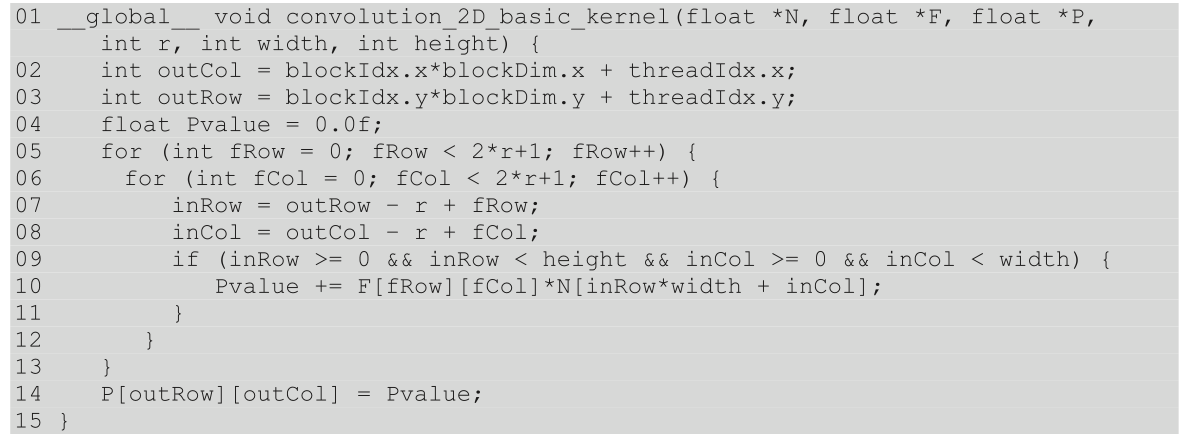 01 __global__ void convolution_2D_basic_kernel(float *N, float *F, float *P,
      int r, int width, int height) {
02    int outCol = blockIdx.x*blockDim.x + threadIdx.x;
03    int outRow = blockIdx.y*blockDim.y + threadIdx.y;
04    float Pvalue = 0.0f;
05    for (int fRow = 0; fRow < 2*r+1; fRow++) {
06      for (int fCol = 0; fCol < 2*r+1; fCol++) {
07          inRow = outRow - r + fRow;
08          inCol = outCol - r + fCol;
09          if (inRow >= 0 && inRow < height && inCol >= 0 && inCol < width) {
10             Pvalue += F[fRow][fCol]*N[inRow*width + inCol];
11          }
12        }
13    }
14    P[outRow][outCol] = Pvalue;
15 }